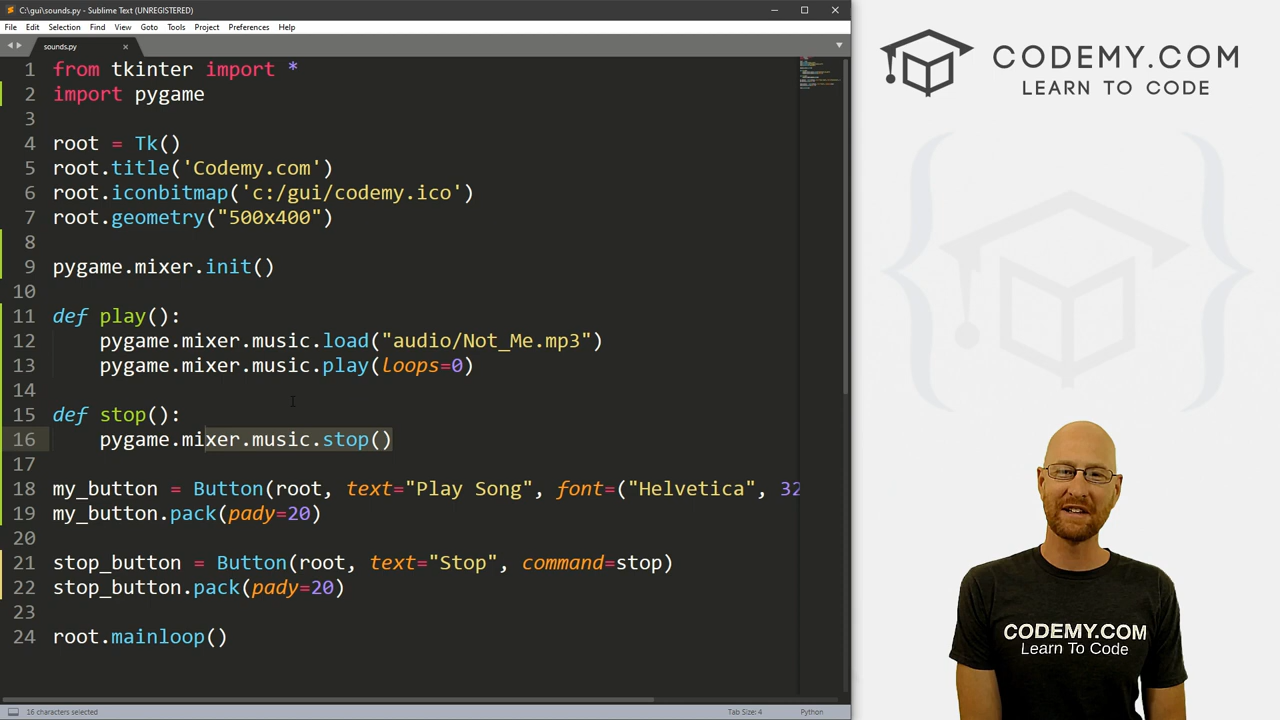 C:\gui\sounds.py - Sublime Text (UNREGISTERED)
File Edit Selection Find View Goto Tools Project Preferences Help
sounds.py
1 from tkinter import *
2 import pygame
3
4 root = Tk()
5 root.title('Codemy.com')
6 root.iconbitmap('c:/gui/codemy.ico')
7 root.geometry("500x400")
8
9 pygame.mixer.init()
10
11 def play():
12 pygame.mixer.music.load("audio/Not_Me.mp3")
13 pygame.mixer.music.play(loops=0)
14
15 def stop():
16 pygame.mixer.music.stop()
17
18 my_button = Button(root, text="Play Song", font=("Helvetica", 32
19 my_button.pack(pady=20)
20
21 stop_button = Button(root, text="Stop", command=stop)
22 stop_button.pack(pady=20)
23
24 root.mainloop()
16 characters selected
Tab Size: 4
Python
CODEMY.COM
LEARN TO CODE
CODEMY.COM
Learn To Code